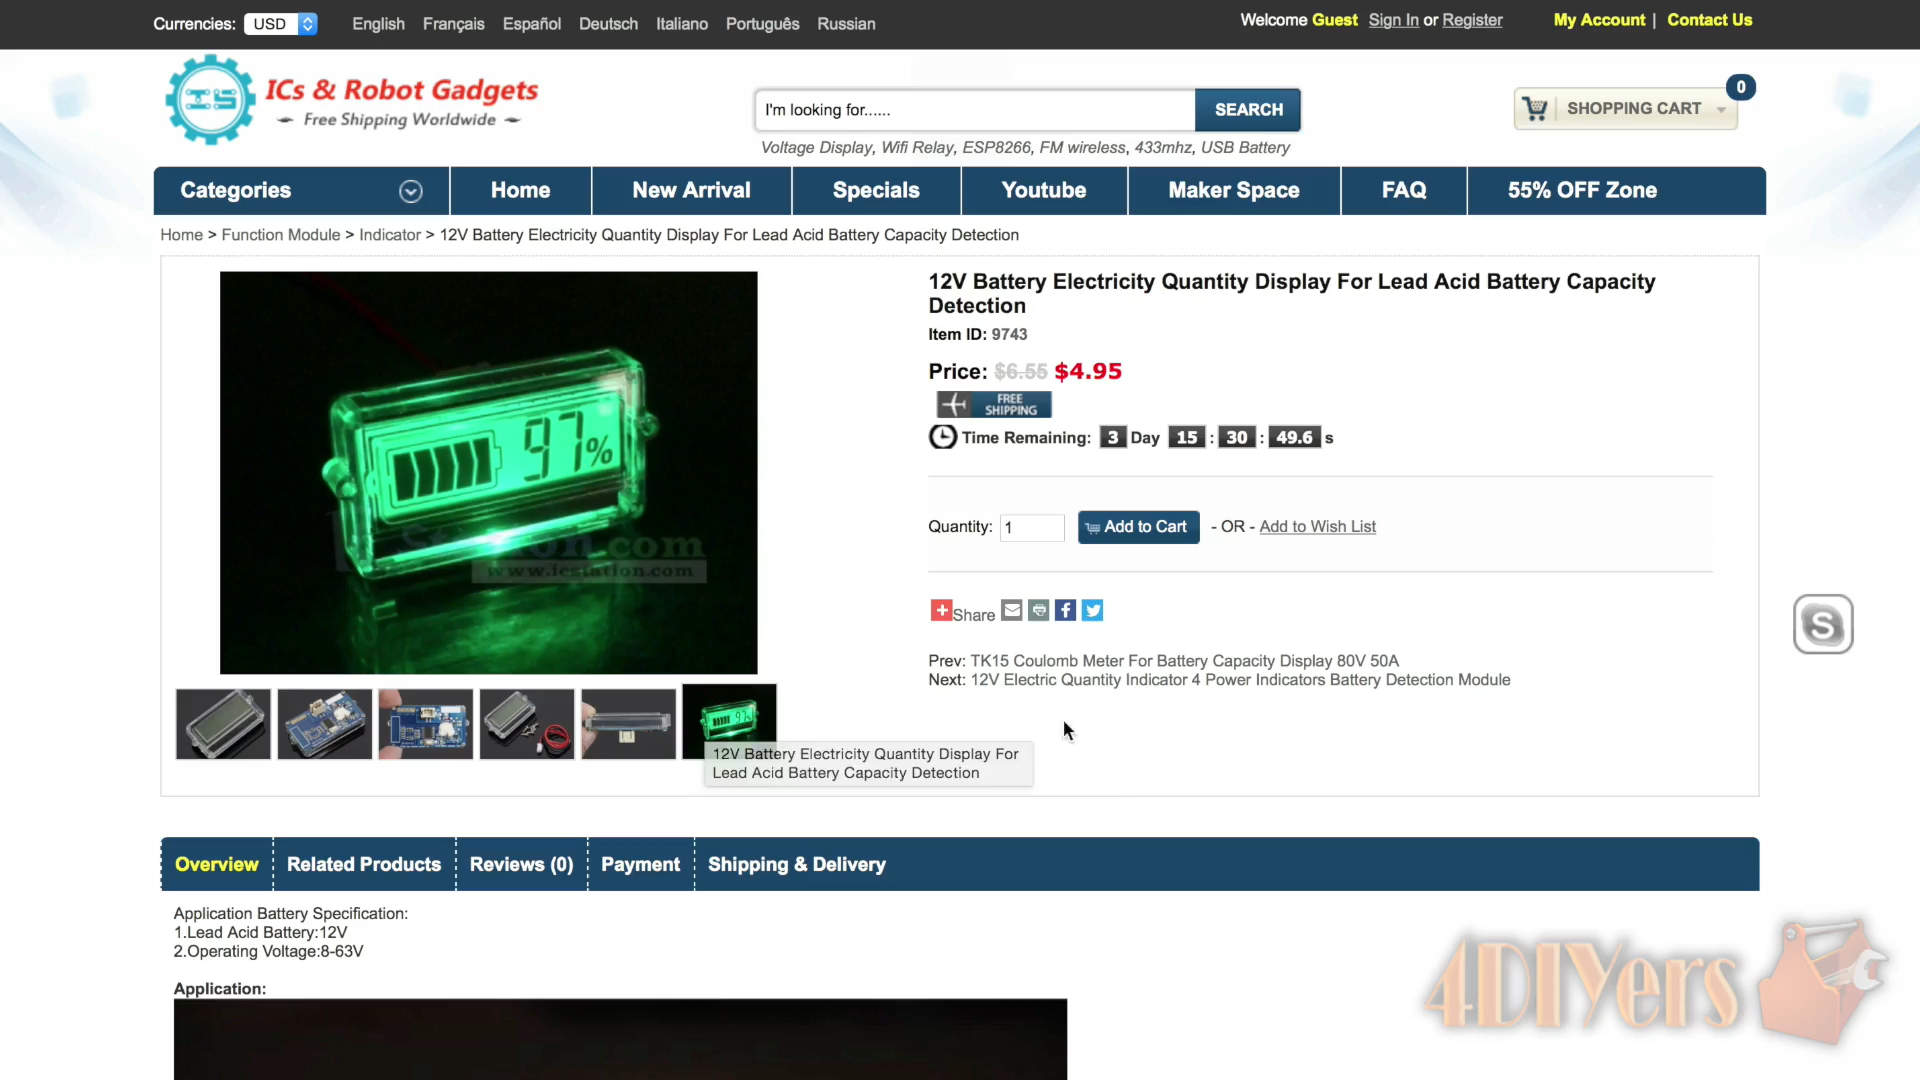 Currencies: USD English Français Español Deutsch Italiano Português Russian Welcome Guest Sign In or Register My Account | Contact Us
ICs & Robot Gadgets
Free Shipping Worldwide
I'm looking for...... SEARCH
Voltage Display, Wifi Relay, ESP8266, FM wireless, 433mhz, USB Battery
SHOPPING CART 0
Categories Home New Arrival Specials Youtube Maker Space FAQ 55% OFF Zone
Home > Function Module > Indicator > 12V Battery Electricity Quantity Display For Lead Acid Battery Capacity Detection
97%
www.icstation.com
12V Battery Electricity Quantity Display For Lead Acid Battery Capacity
Detection
Item ID: 9743
Price: $6.55 $4.95
FREE
SHIPPING
Time Remaining: 3 Day 15 : 30 : 49.6 s
Quantity: 1 Add to Cart - OR - Add to Wish List
Share
Prev: TK15 Coulomb Meter For Battery Capacity Display 80V 50A
Next: 12V Electric Quantity Indicator 4 Power Indicators Battery Detection Module
12V Battery Electricity Quantity Display For
Lead Acid Battery Capacity Detection
Overview Related Products Reviews (0) Payment Shipping & Delivery
Application Battery Specification:
1.Lead Acid Battery:12V
2.Operating Voltage:8-63V
Application:
4DIYers